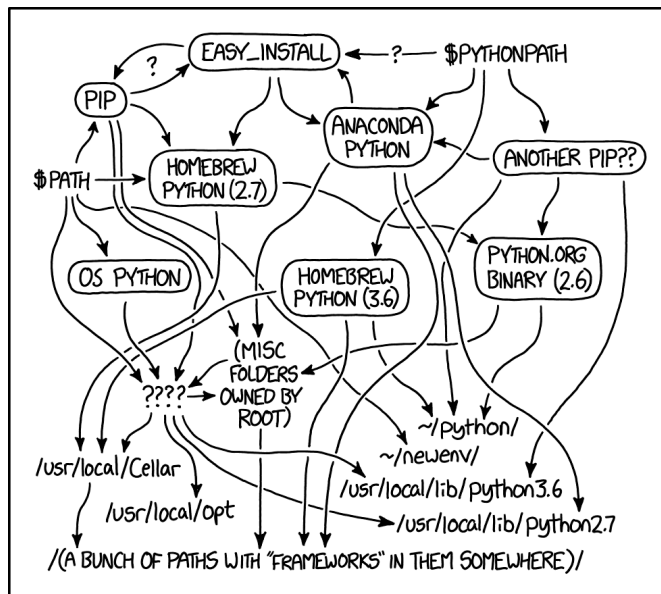 EASY_INSTALL
?
$PYTHONPATH
?
PIP
ANACONDA
PYTHON
ANOTHER PIP??
HOMEBREW
PYTHON (2.7)
$PATH
OS PYTHON
HOMEBREW
PYTHON (3.6)
PYTHON.ORG
BINARY (2.6)
(MISC
FOLDERS
OWNED BY
ROOT)
????
~/python/
~/newenv/
/usr/local/Cellar
/usr/local/lib/python3.6
/usr/local/opt
/usr/local/lib/python2.7
/(A BUNCH OF PATHS WITH "FRAMEWORKS" IN THEM SOMEWHERE)/